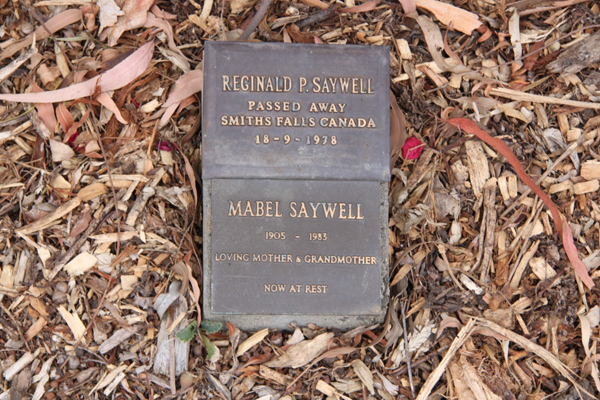 REGINALD P. SAYWELL
PASSED AWAY
SMITHS FALLS CANADA
18 - 9 - 1978
MABEL SAYWELL
1905 - 1983
LOVING MOTHER & GRANDMOTHER
NOW AT REST